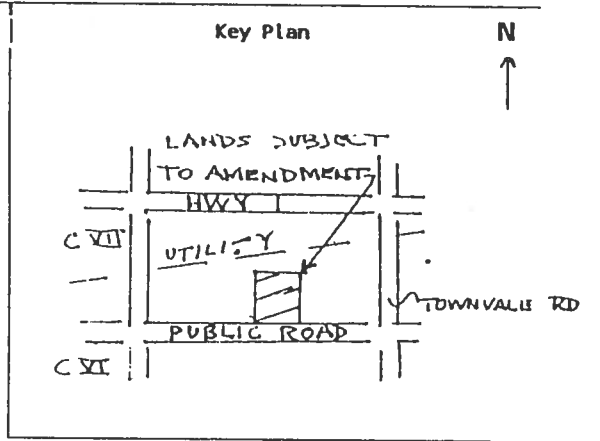 Key Plan
N
LANDS SUBJECT
TO AMENDMENT
HWY
C VII
UTILITY
TOWNVALE RD
PUBLIC ROAD
C VI